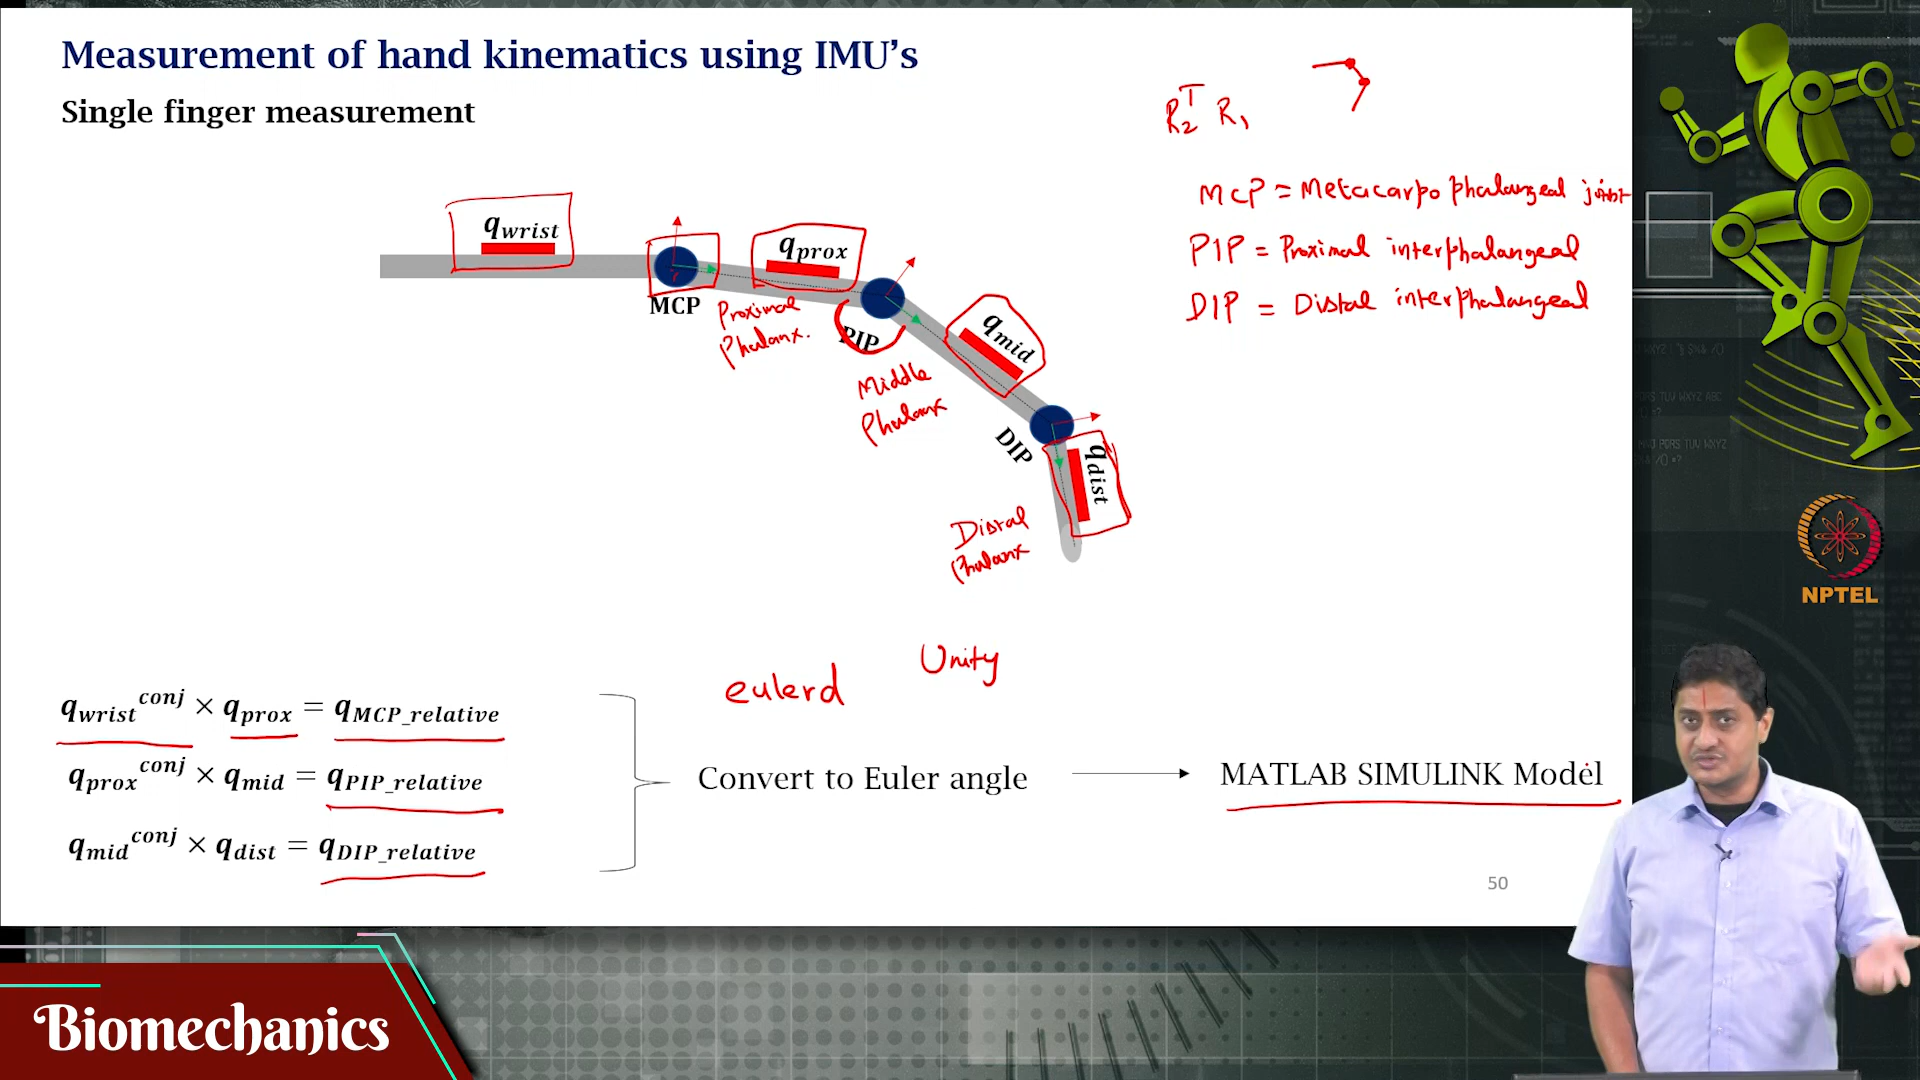 Measurement of hand kinematics using IMU's
Single finger measurement
R₂ᵀ R₁
MCP = Metacarpo phalangeal joint
PIP = Proximal interphalangeal
DIP = Distal interphalangeal
q_wrist
q_prox
MCP
Proximal
Phalanx.
PIP
q_mid
Middle
Phalanx
DIP
q_dist
Distal
Phalanx
eulerd
Unity
q_wrist^conj × q_prox = q_MCP_relative
q_prox^conj × q_mid = q_PIP_relative
q_mid^conj × q_dist = q_DIP_relative
Convert to Euler angle
MATLAB SIMULINK Model
50
NPTEL
Biomechanics